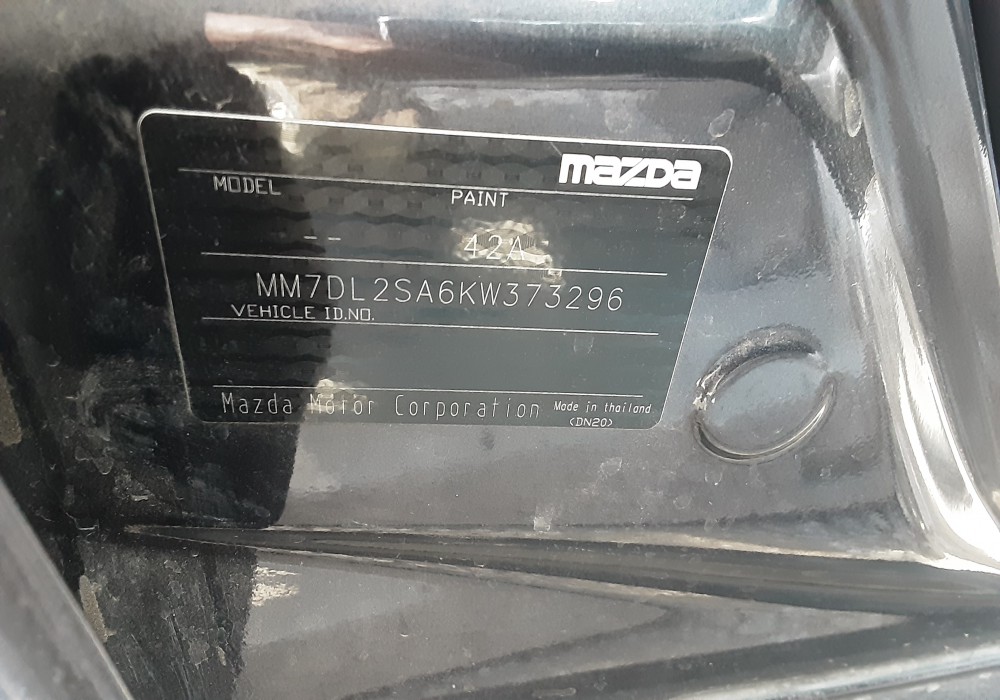 mazda
MODEL PAINT
-- 42A
MM7DL2SA6KW373296
VEHICLE ID.NO.
Mazda Motor Corporation Made in thailand
(DN20)